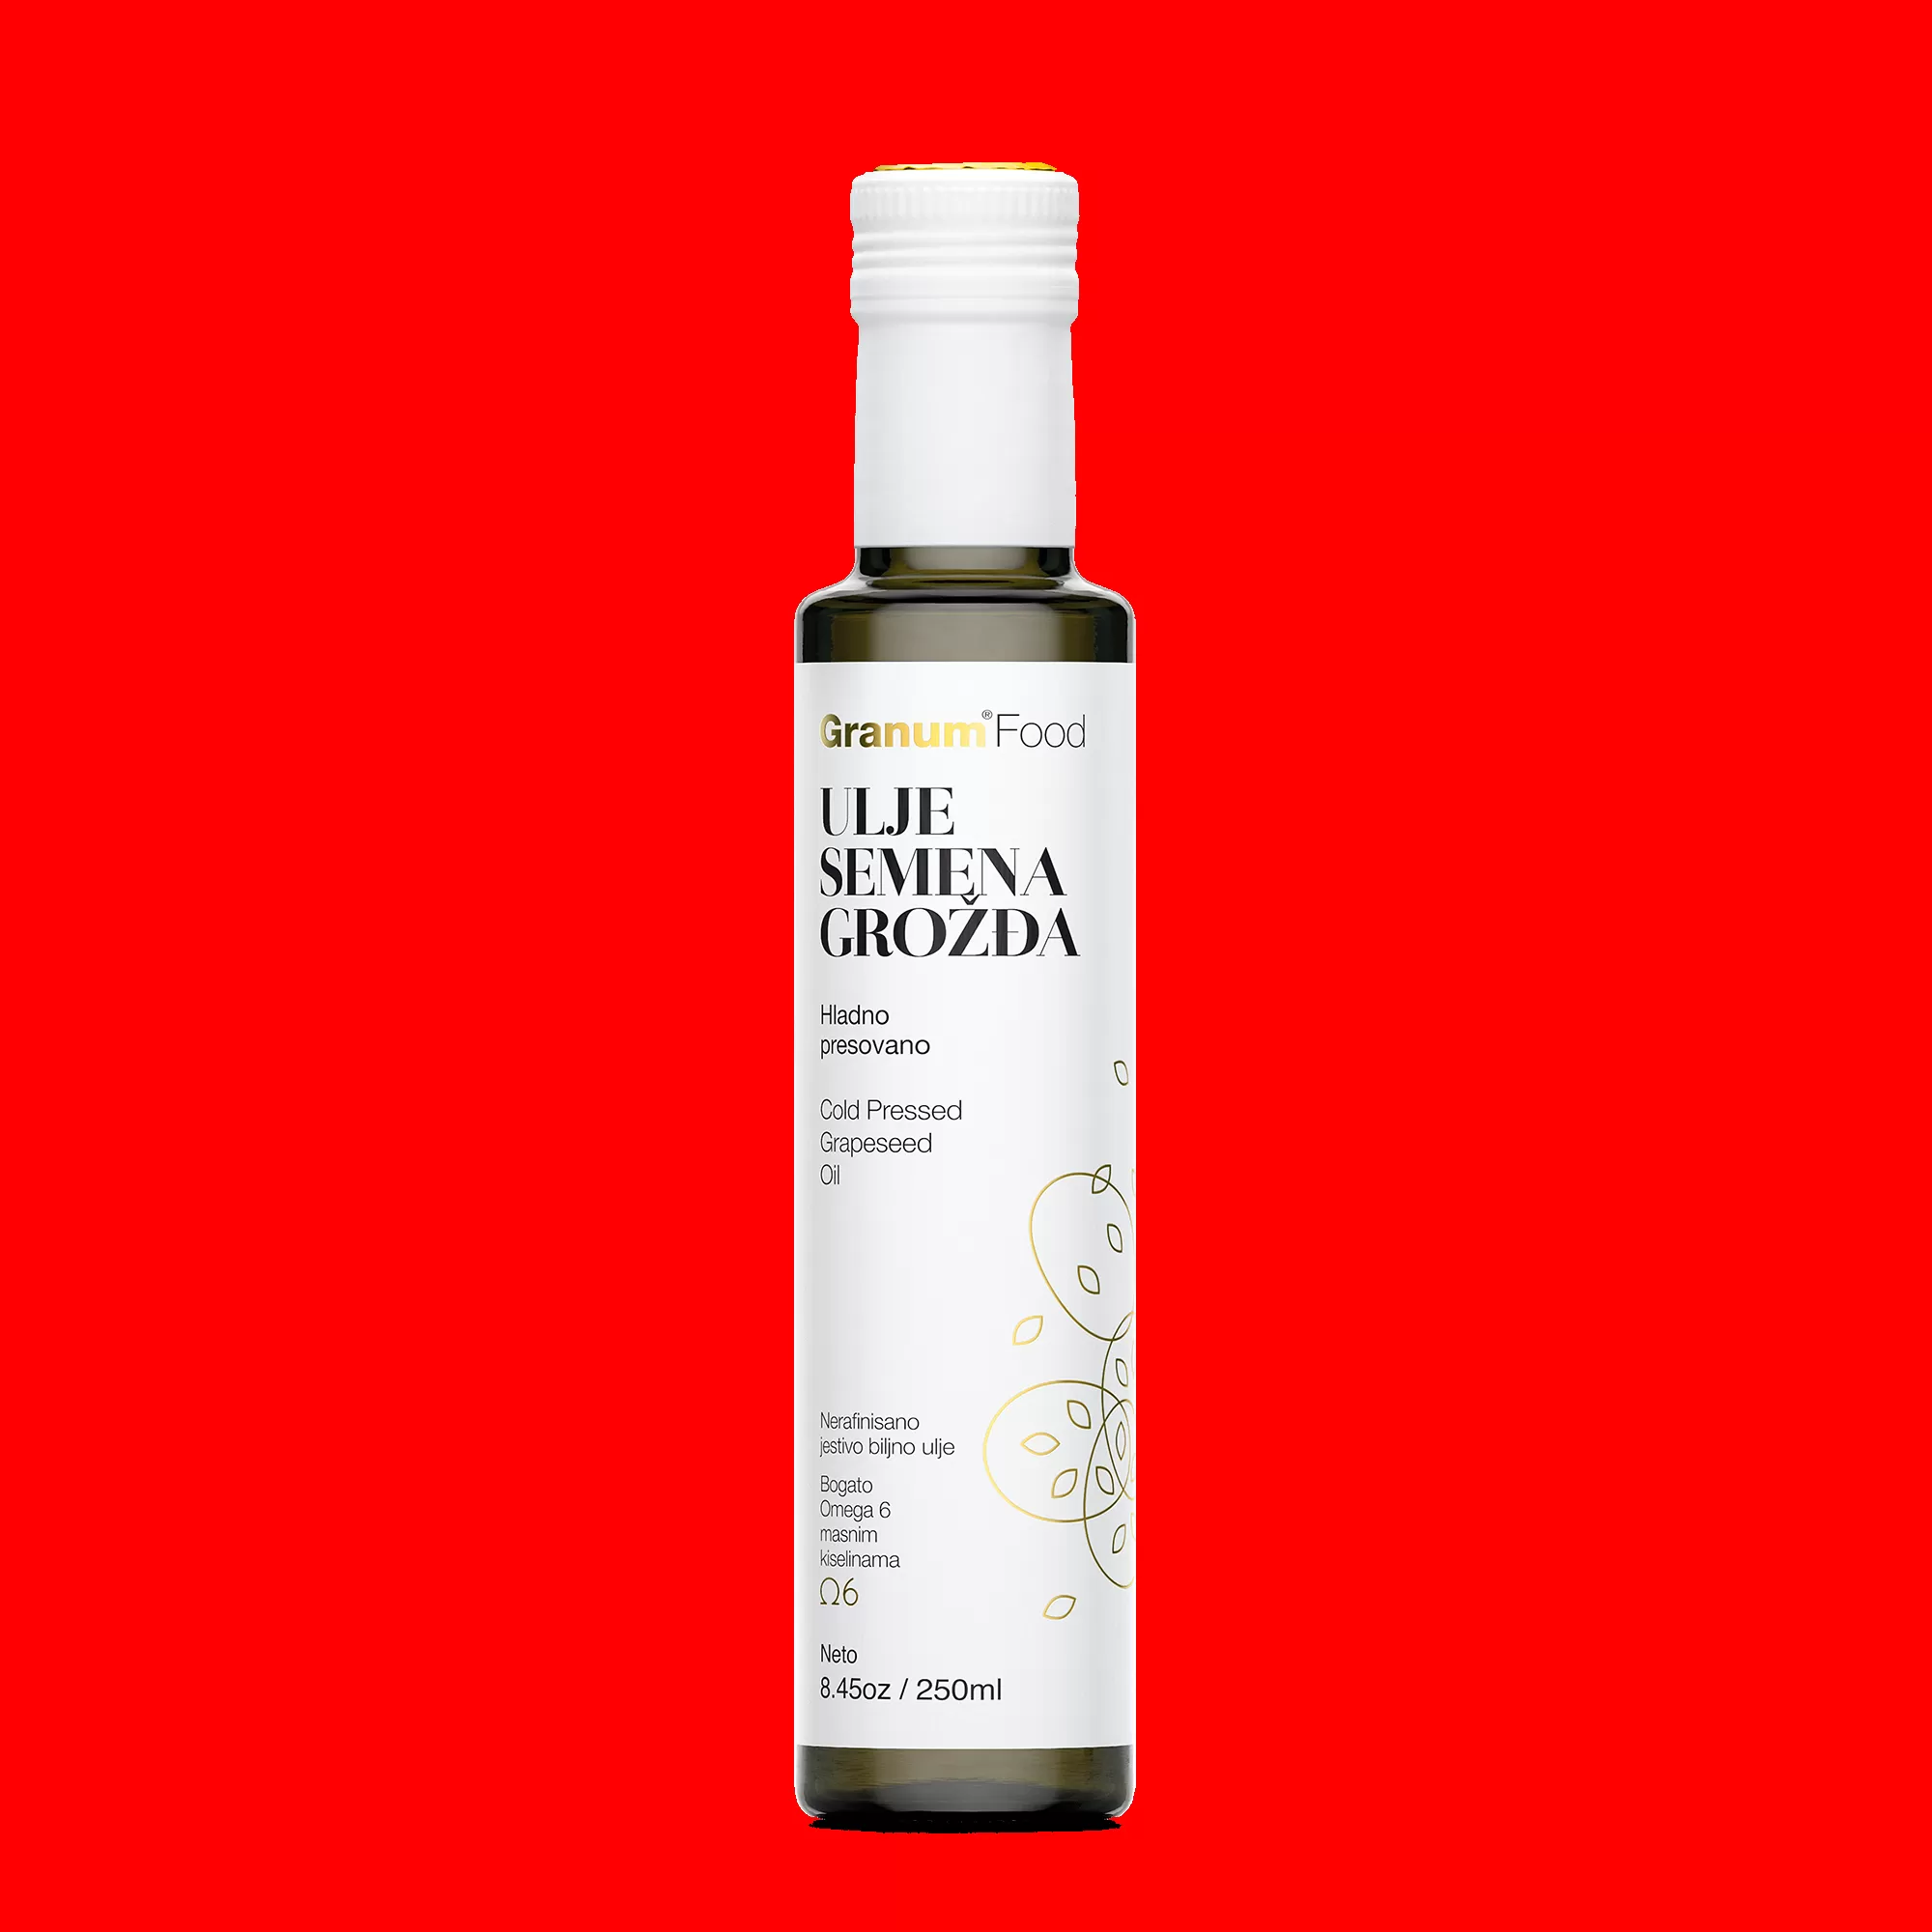 Granum® Food
ULJE
SEMENA
GROŽĐA
Hladno
presovano
Cold Pressed
Grapeseed
Oil
Nerafinisano
jestivo biljno ulje
Bogato
Omega 6
masnim
kiselinama
Ω6
Neto
8.45oz / 250ml